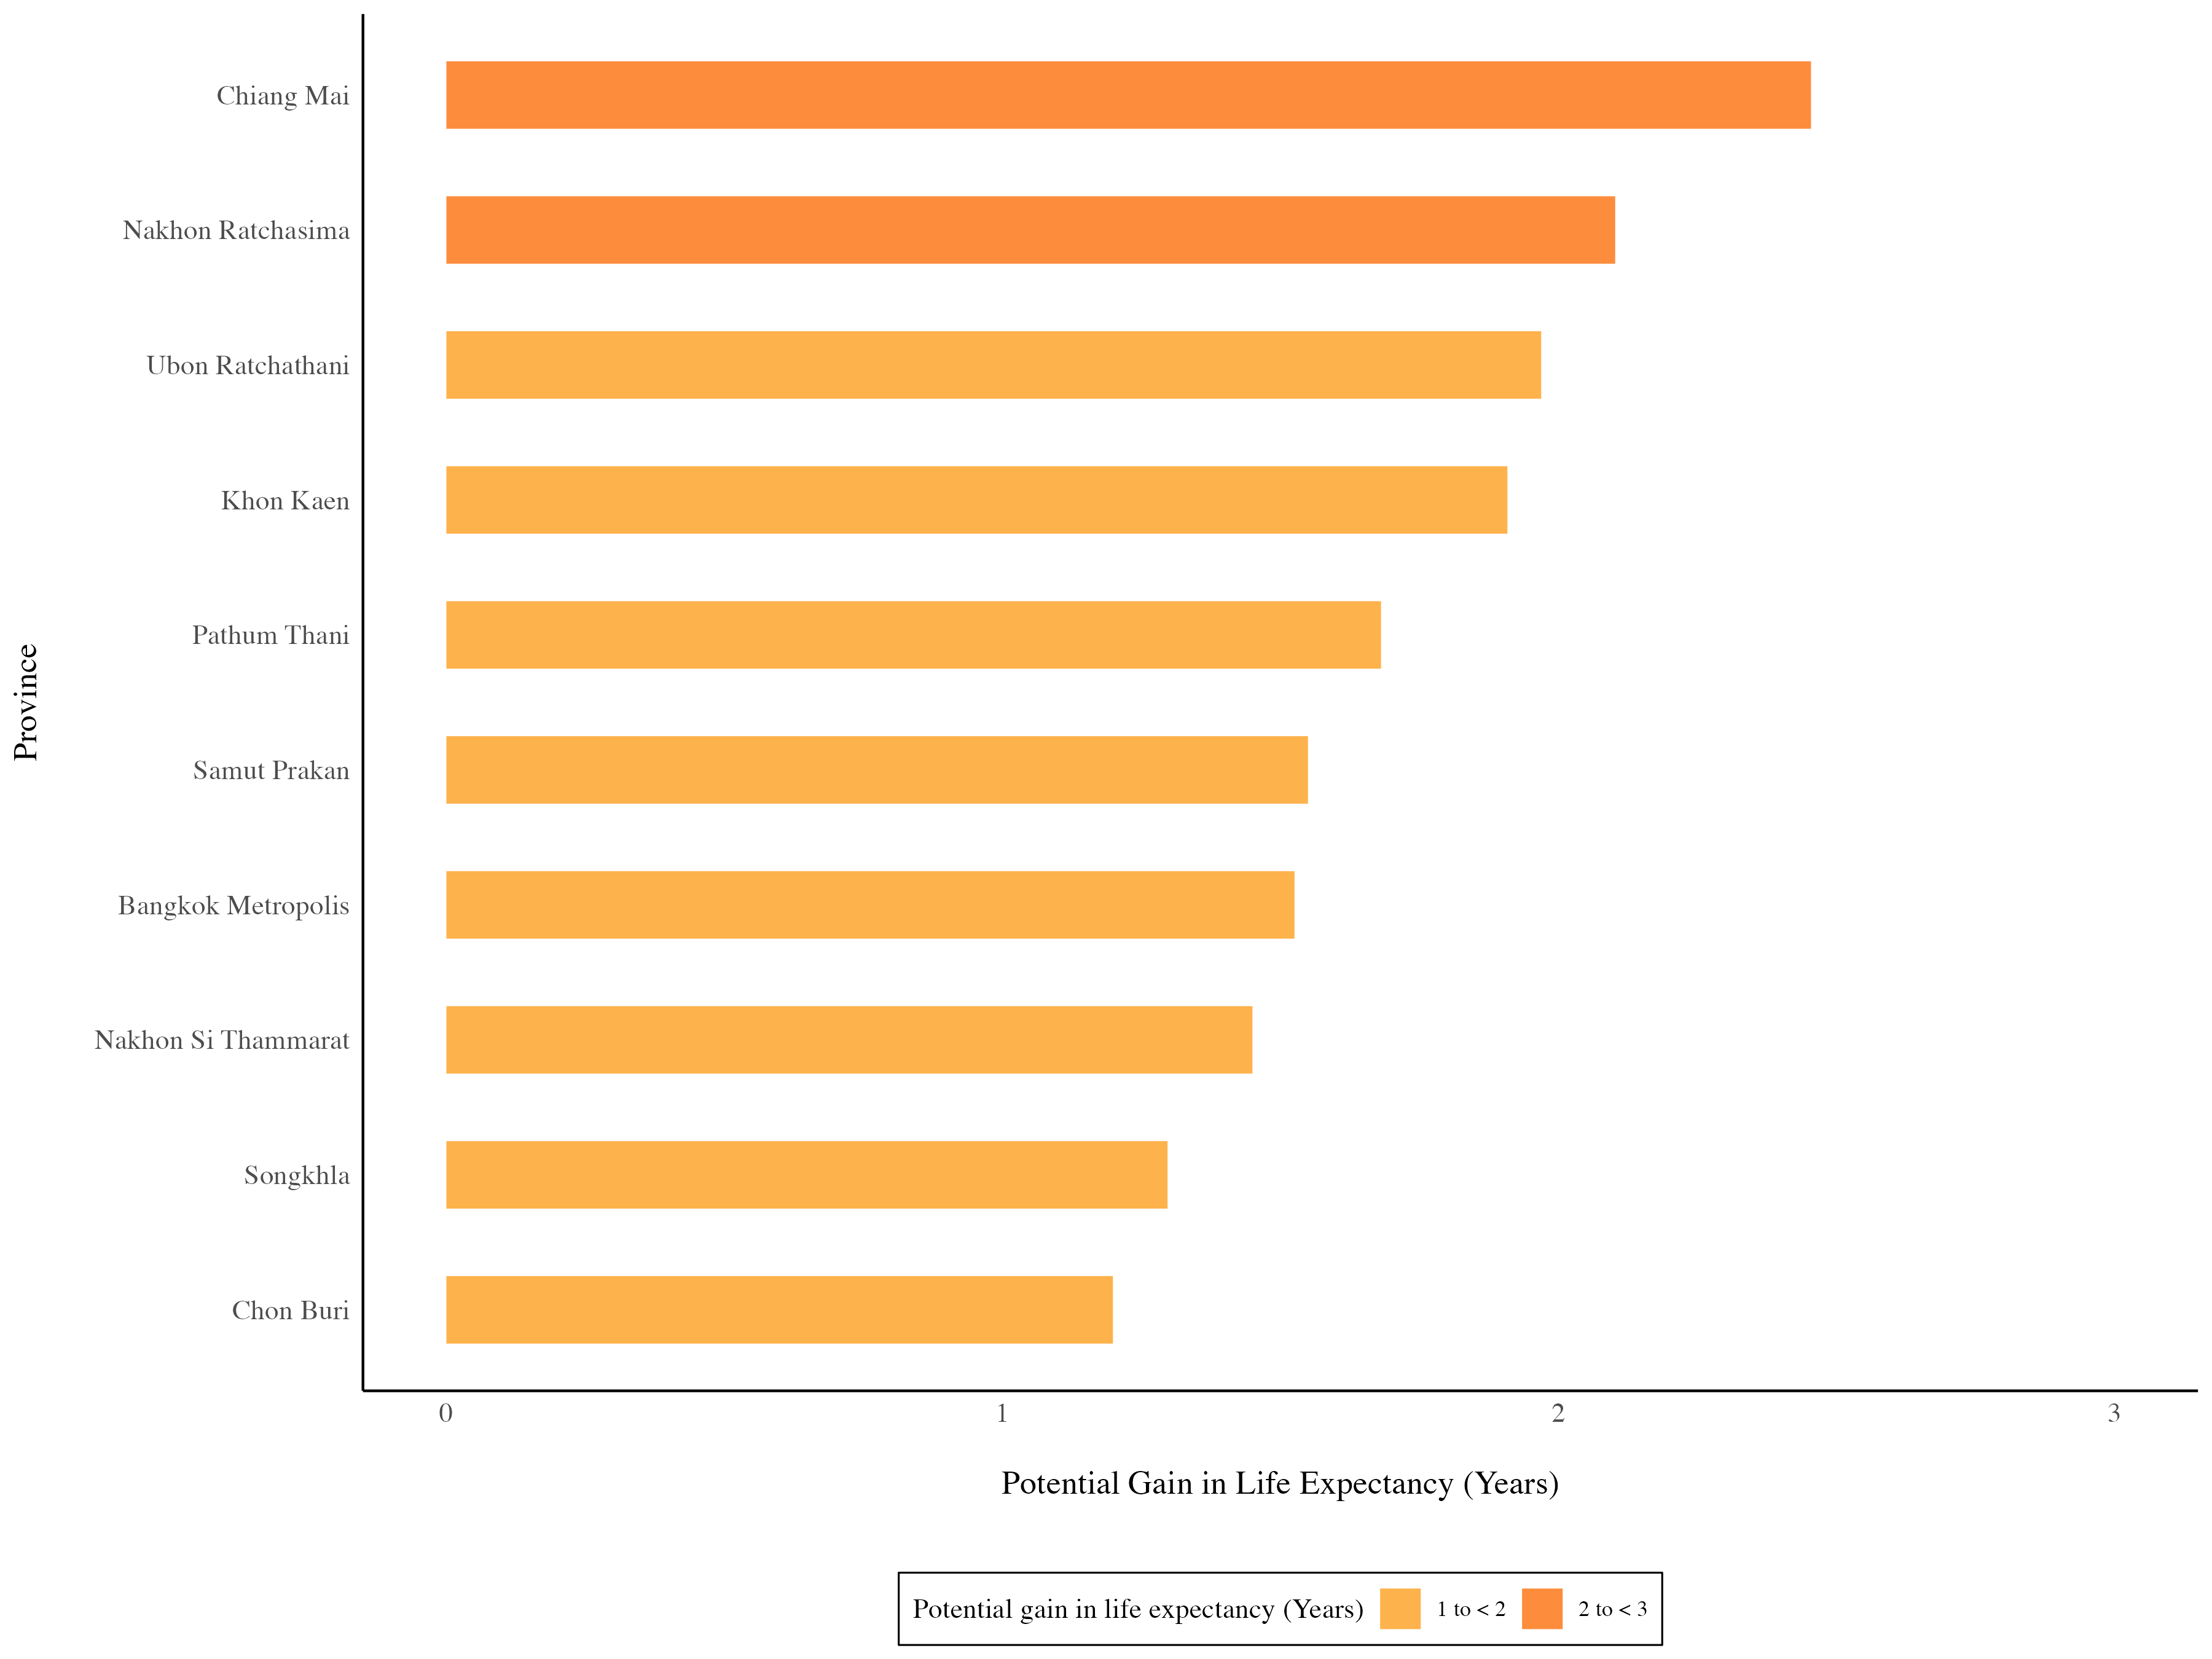 Chiang Mai
Nakhon Ratchasima
Ubon Ratchathani
Khon Kaen
Pathum Thani
Samut Prakan
Bangkok Metropolis
Nakhon Si Thammarat
Songkhla
Chon Buri
Province
0 1 2 3
Potential Gain in Life Expectancy (Years)
Potential gain in life expectancy (Years) 1 to < 2 2 to < 3